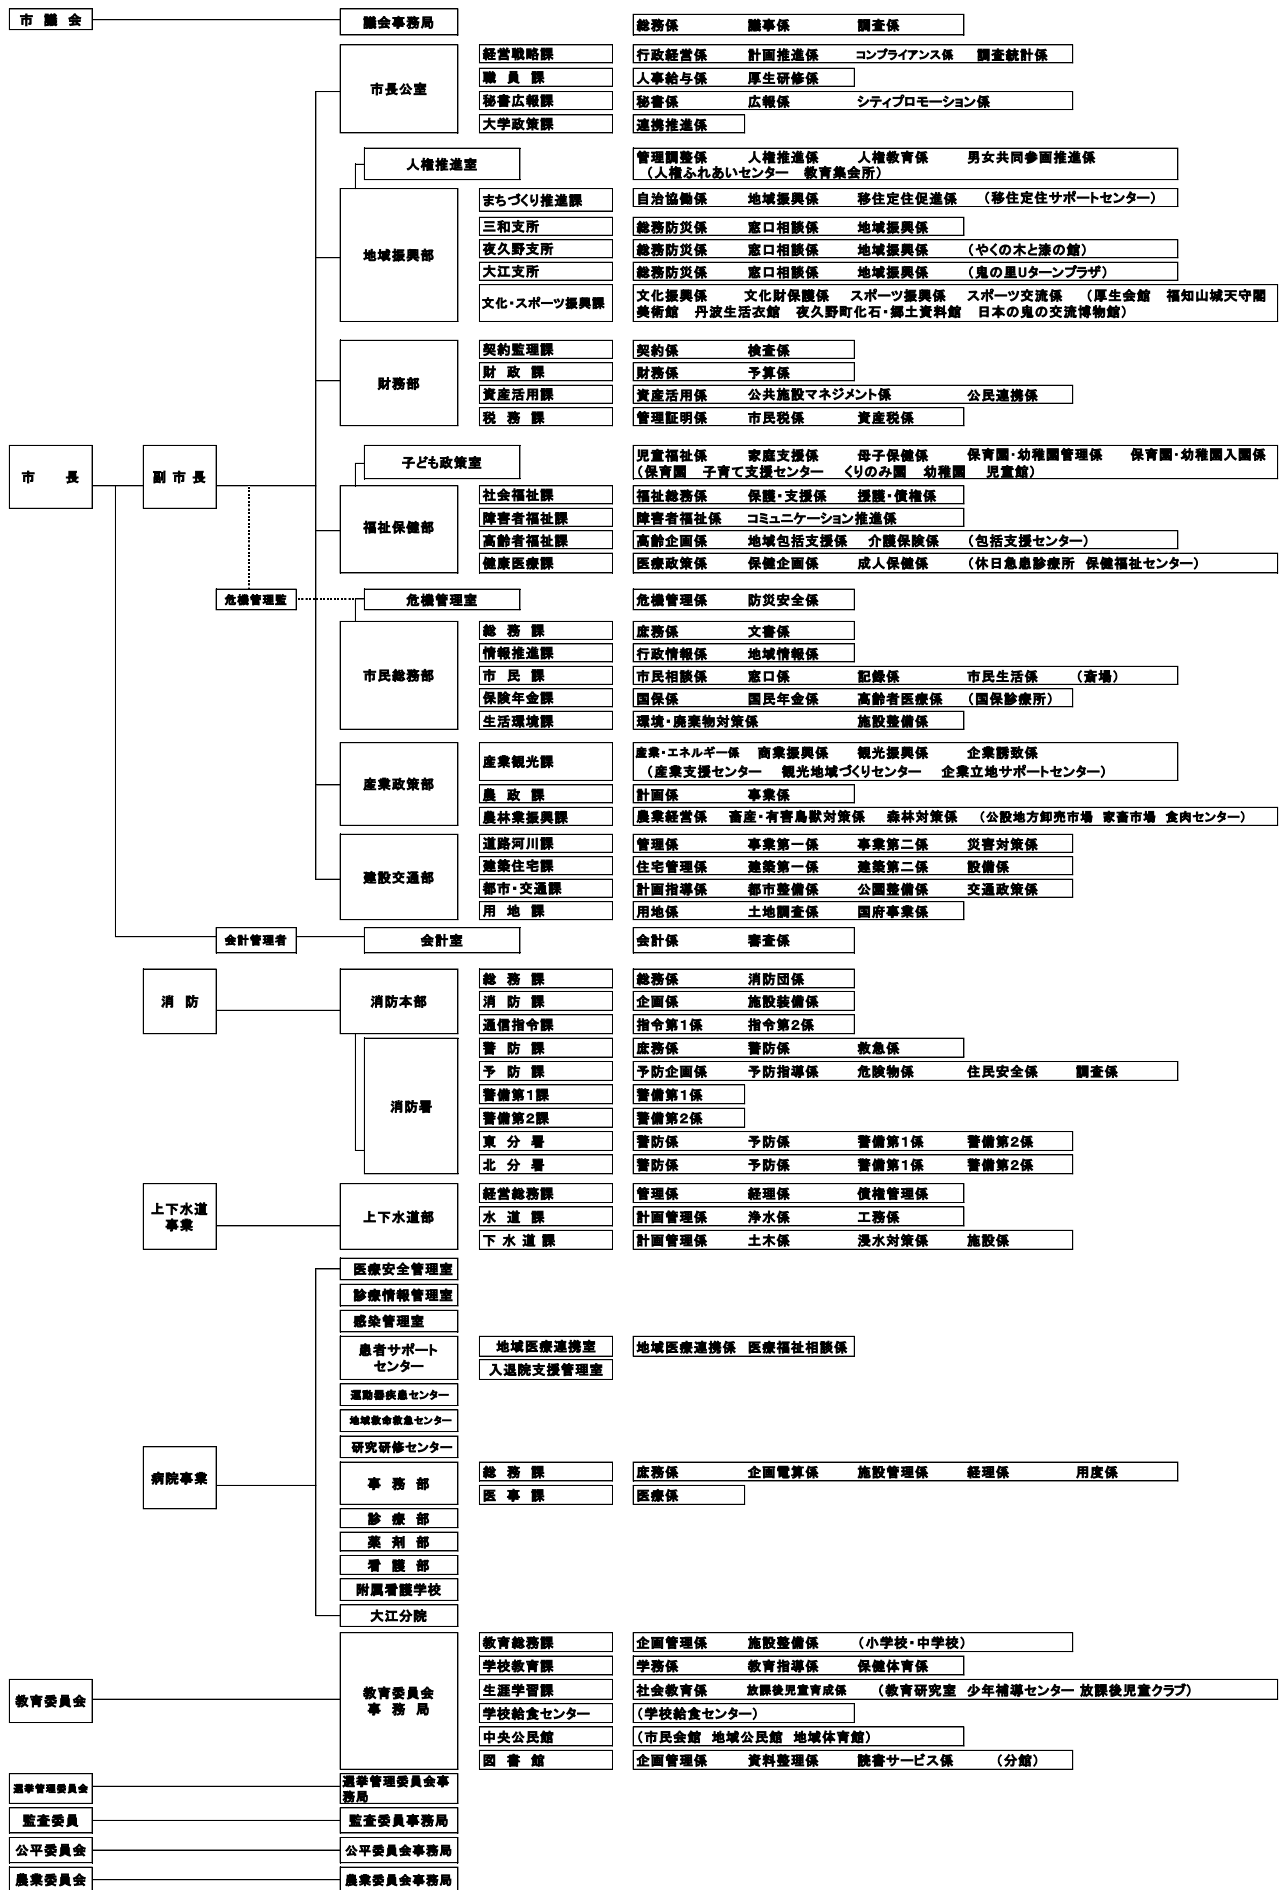 市 議 会 議会事務局 総務係 議事係 調査係
経営戦略課 行政経営係 計画推進係 コンプライアンス係 調査統計係
市長公室
職 員 課 人事給与係 厚生研修係
秘書広報課 秘書係 広報係 シティプロモーション係
大学政策課 連携推進係
人権推進室 管理調整係 人権推進係 人権教育係 男女共同参画推進係
（人権ふれあいセンター 教育集会所）
まちづくり推進課 自治協働係 地域振興係 移住定住促進係 （移住定住サポートセンター）
三和支所 総務防災係 窓口相談係 地域振興係
地域振興部
夜久野支所 総務防災係 窓口相談係 地域振興係 （やくの木と漆の館）
大江支所 総務防災係 窓口相談係 地域振興係 （鬼の里Uターンプラザ）
文化・スポーツ振興課 文化振興係 文化財保護係 スポーツ振興係 スポーツ交流係 （厚生会館 福知山城天守閣
美術館 丹波生活衣館 夜久野町化石・郷土資料館 日本の鬼の交流博物館）
契約監理課 契約係 検査係
財務部
財 政 課 財務係 予算係
資産活用課 資産活用係 公共施設マネジメント係 公民連携係
税 務 課 管理証明係 市民税係 資産税係
市 長 副 市 長
子ども政策室 児童福祉係 家庭支援係 母子保健係 保育園・幼稚園管理係 保育園・幼稚園入園係
（保育園 子育て支援センター くりのみ園 幼稚園 児童館）
社会福祉課 福祉総務係 保護・支援係 援護・債権係
福祉保健部
障害者福祉課 障害者福祉係 コミュニケーション推進係
高齢者福祉課 高齢企画係 地域包括支援係 介護保険係 （包括支援センター）
健康医療課 医療政策係 保健企画係 成人保健係 （休日急患診療所 保健福祉センター）
危機管理監 危機管理室 危機管理係 防災安全係
総 務 課 庶務係 文書係
情報推進課 行政情報係 地域情報係
市民総務部
市 民 課 市民相談係 窓口係 記録係 市民生活係 （斎場）
保険年金課 国保係 国民年金係 高齢者医療係 （国保診療所）
生活環境課 環境・廃棄物対策係 施設整備係
産業観光課 産業・エネルギー係 商業振興係 観光振興係 企業誘致係
（産業支援センター 観光地域づくりセンター 企業立地サポートセンター）
産業政策部
農 政 課 計画係 事業係
農林業振興課 農業経営係 畜産・有害鳥獣対策係 森林対策係 （公設地方卸売市場 家畜市場 食肉センター）
道路河川課 管理係 事業第一係 事業第二係 災害対策係
建築住宅課 住宅管理係 建築第一係 建築第二係 設備係
建設交通部
都市・交通課 計画指導係 都市整備係 公園整備係 交通政策係
用 地 課 用地係 土地調査係 国府事業係
会計管理者 会計室 会計係 審査係
総 務 課 総務係 消防団係
消 防 消防本部
消 防 課 企画係 施設装備係
通信指令課 指令第1係 指令第2係
警 防 課 庶務係 警防係 救急係
予 防 課 予防企画係 予防指導係 危険物係 住民安全係 調査係
消防署
警備第1課 警備第1係
警備第2課 警備第2係
東 分 署 警防係 予防係 警備第1係 警備第2係
北 分 署 警防係 予防係 警備第1係 警備第2係
経営総務課 管理係 経理係 債権管理係
上下水道
事業
上下水道部
水 道 課 計画管理係 浄水係 工務係
下 水 道 課 計画管理係 土木係 浸水対策係 施設係
医療安全管理室
診療情報管理室
感染管理室
患者サポート
センター
地域医療連携室 地域医療連携係 医療福祉相談係
入退院支援管理室
運動器疾患センター
地域救命救急センター
研究研修センター
病院事業
事 務 部
総 務 課 庶務係 企画電算係 施設管理係 経理係 用度係
医 事 課 医療係
診 療 部
薬 剤 部
看 護 部
附属看護学校
大江分院
教育総務課 企画管理係 施設整備係 （小学校・中学校）
学校教育課 学務係 教育指導係 保健体育係
教育委員会
教育委員会
事 務 局
生涯学習課 社会教育係 放課後児童育成係 （教育研究室 少年補導センター 放課後児童クラブ）
学校給食センター （学校給食センター）
中央公民館 （市民会館 地域公民館 地域体育館）
図 書 館 企画管理係 資料整理係 読書サービス係 （分館）
選挙管理委員会 選挙管理委員会事
務局
監査委員 監査委員事務局
公平委員会 公平委員会事務局
農業委員会 農業委員会事務局